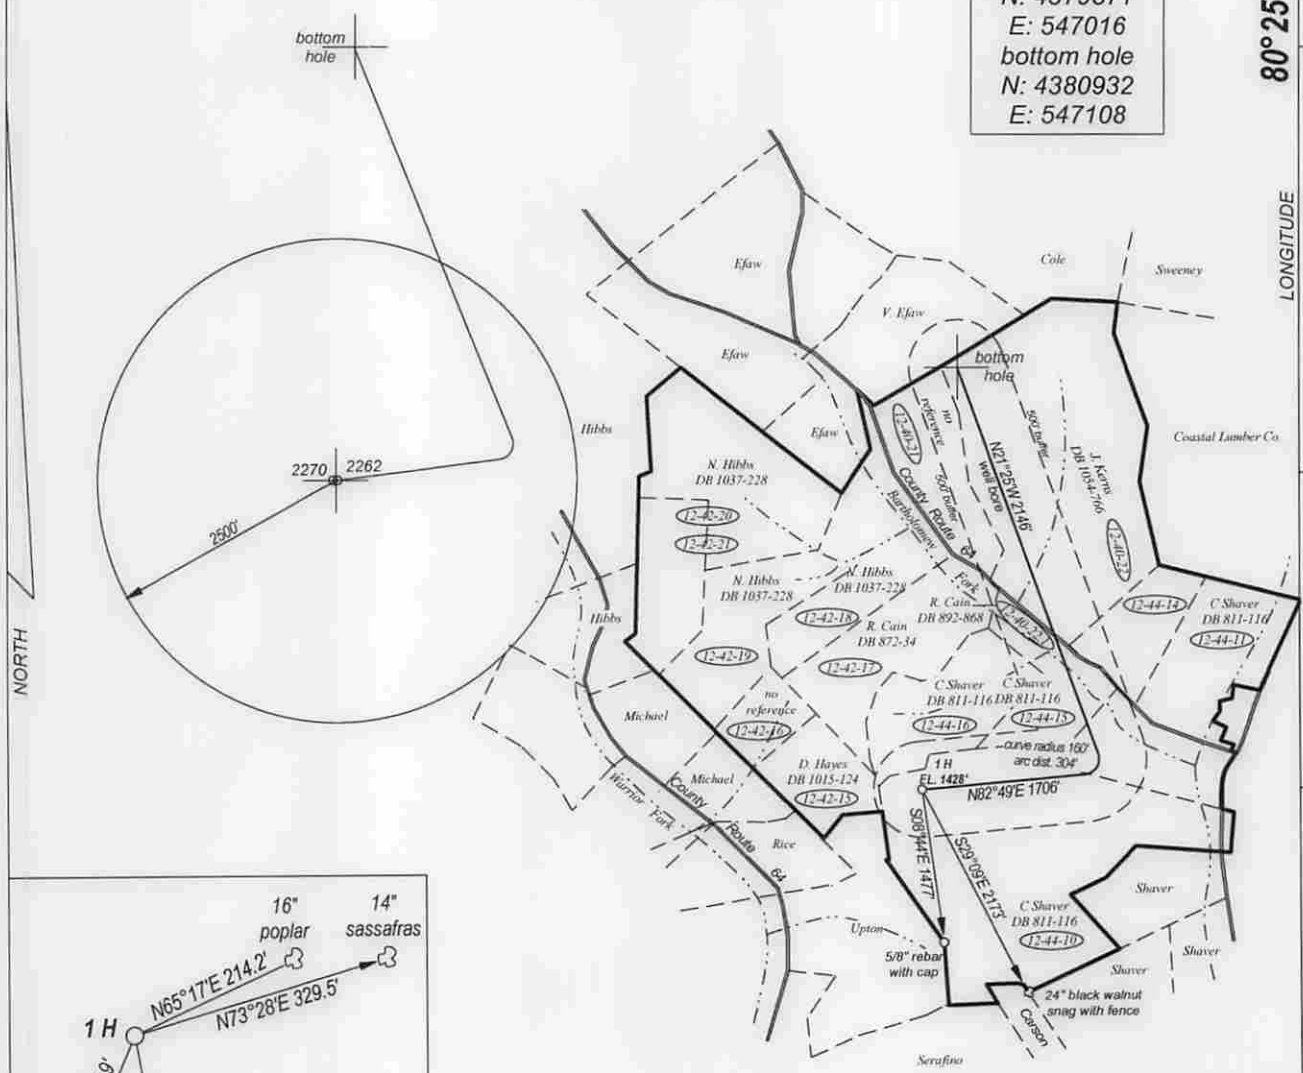 E: 547016
bottom hole
N: 4380932
E: 547108
80°25
LONGITUDE
NORTH
bottom
hole
2270
2262
2500'
Efaw
Cole
Sweeney
V. Efaw
Efaw
bottom
hole
Efaw
Hibbs
12-40-21
no
reference
500' buffer
500' buffer
N21°25'W 2146'
well bore
J. Kerns
DB 1034-766
12-40-22
Coastal Lumber Co.
N. Hibbs
DB 1037-228
12-42-20
12-42-21
County Route 64
Bartholomew Fork
N. Hibbs
DB 1037-228
N. Hibbs
DB 1037-228
12-42-18
R. Cain
DB 892-868
12-40-22
R. Cain
DB 872-34
12-42-17
12-42-19
12-44-14
C Shaver
DB 811-116
12-44-11
Hibbs
C Shaver
DB 811-116
12-44-16
C Shaver
DB 811-116
12-44-15
no
reference
12-42-16
Michael
Michael
D. Hayes
DB 1015-124
12-42-15
curve radius 160'
arc dist. 304'
1 H
EL. 1428'
N82°49'E 1706'
Warrior Fork
County Route 64
Rice
S08°44'E 1477'
S29°09'E 2173'
Upton
C Shaver
DB 811-116
12-44-10
Shaver
Shaver
Shaver
5/8" rebar
with cap
24" black walnut
snag with fence
Carson
Serafino
16"
poplar
14"
sassafras
N65°17'E 214.2'
N73°28'E 329.5'
1 H